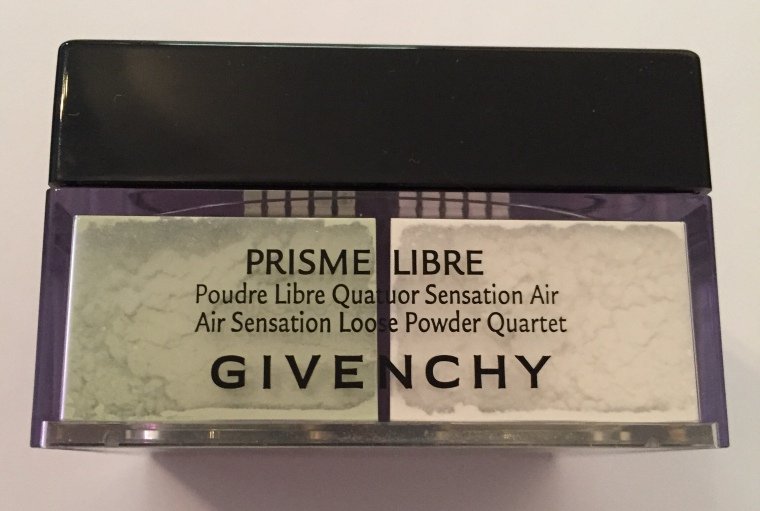 PRISME LIBRE
Poudre Libre Quatuor Sensation Air
Air Sensation Loose Powder Quartet
GIVENCHY